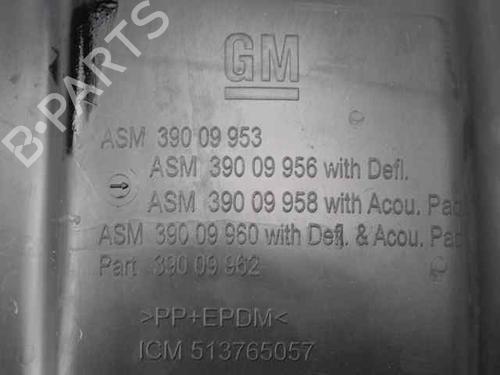 B-PARTS
GM
ASM 390 09 953
ASM 390 09 956 with Defl.
ASM 390 09 958 with Acou. Pad
ASM 390 09 960 with Defl. & Acou. Pad
Part 390 09 962
>PP+EPDM<
ICM 513765057